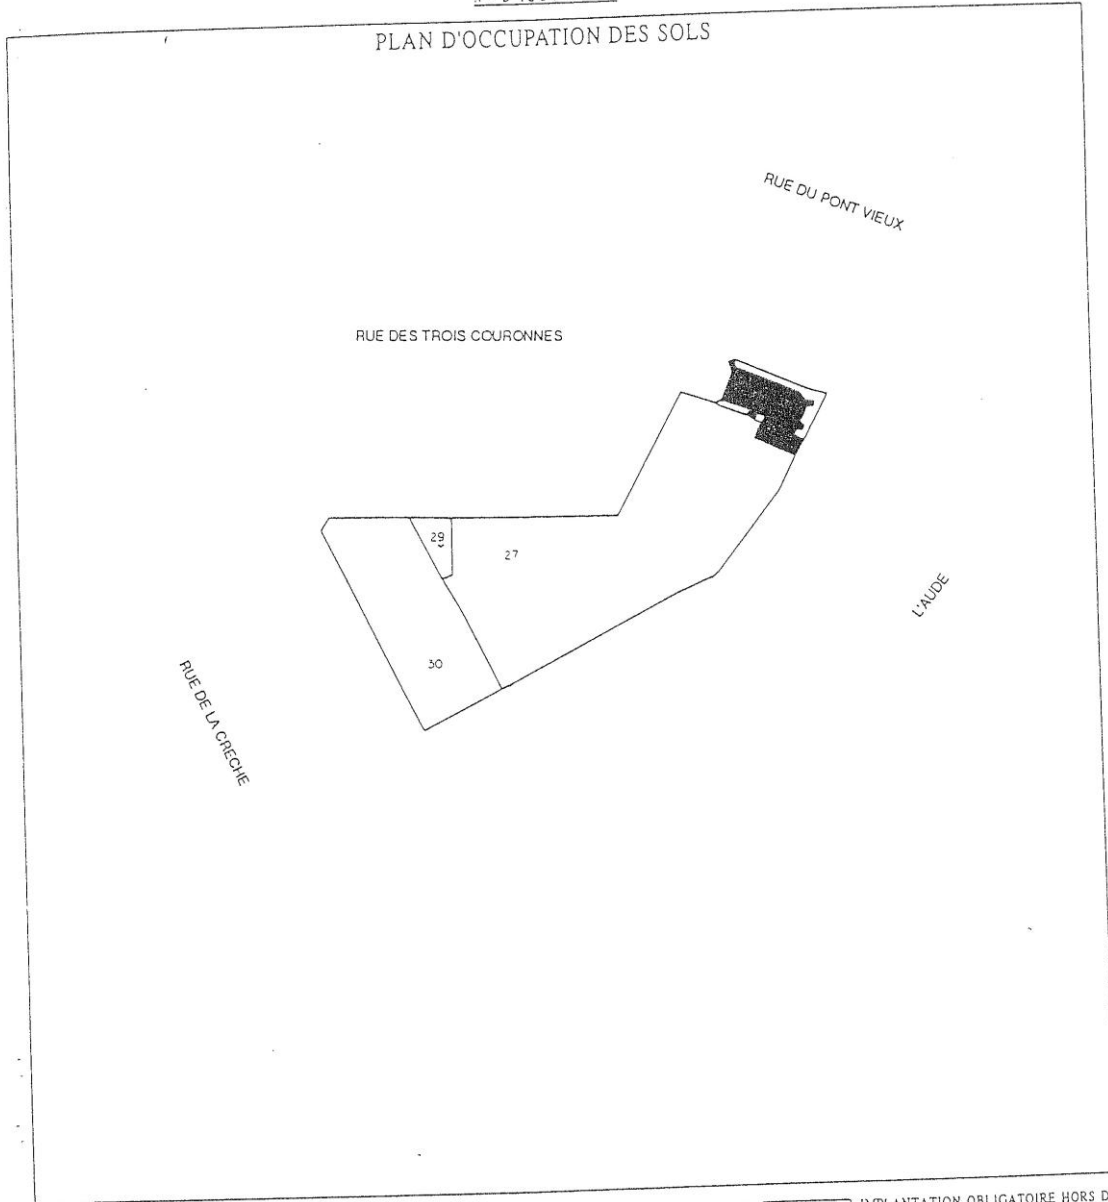 PLAN D'OCCUPATION DES SOLS
RUE DU PONT VIEUX
RUE DES TROIS COURONNES
29
27
L'AUDE
30
RUE DE LA CRECHE
IMPLANTATION OBLIGATOIRE HORS D